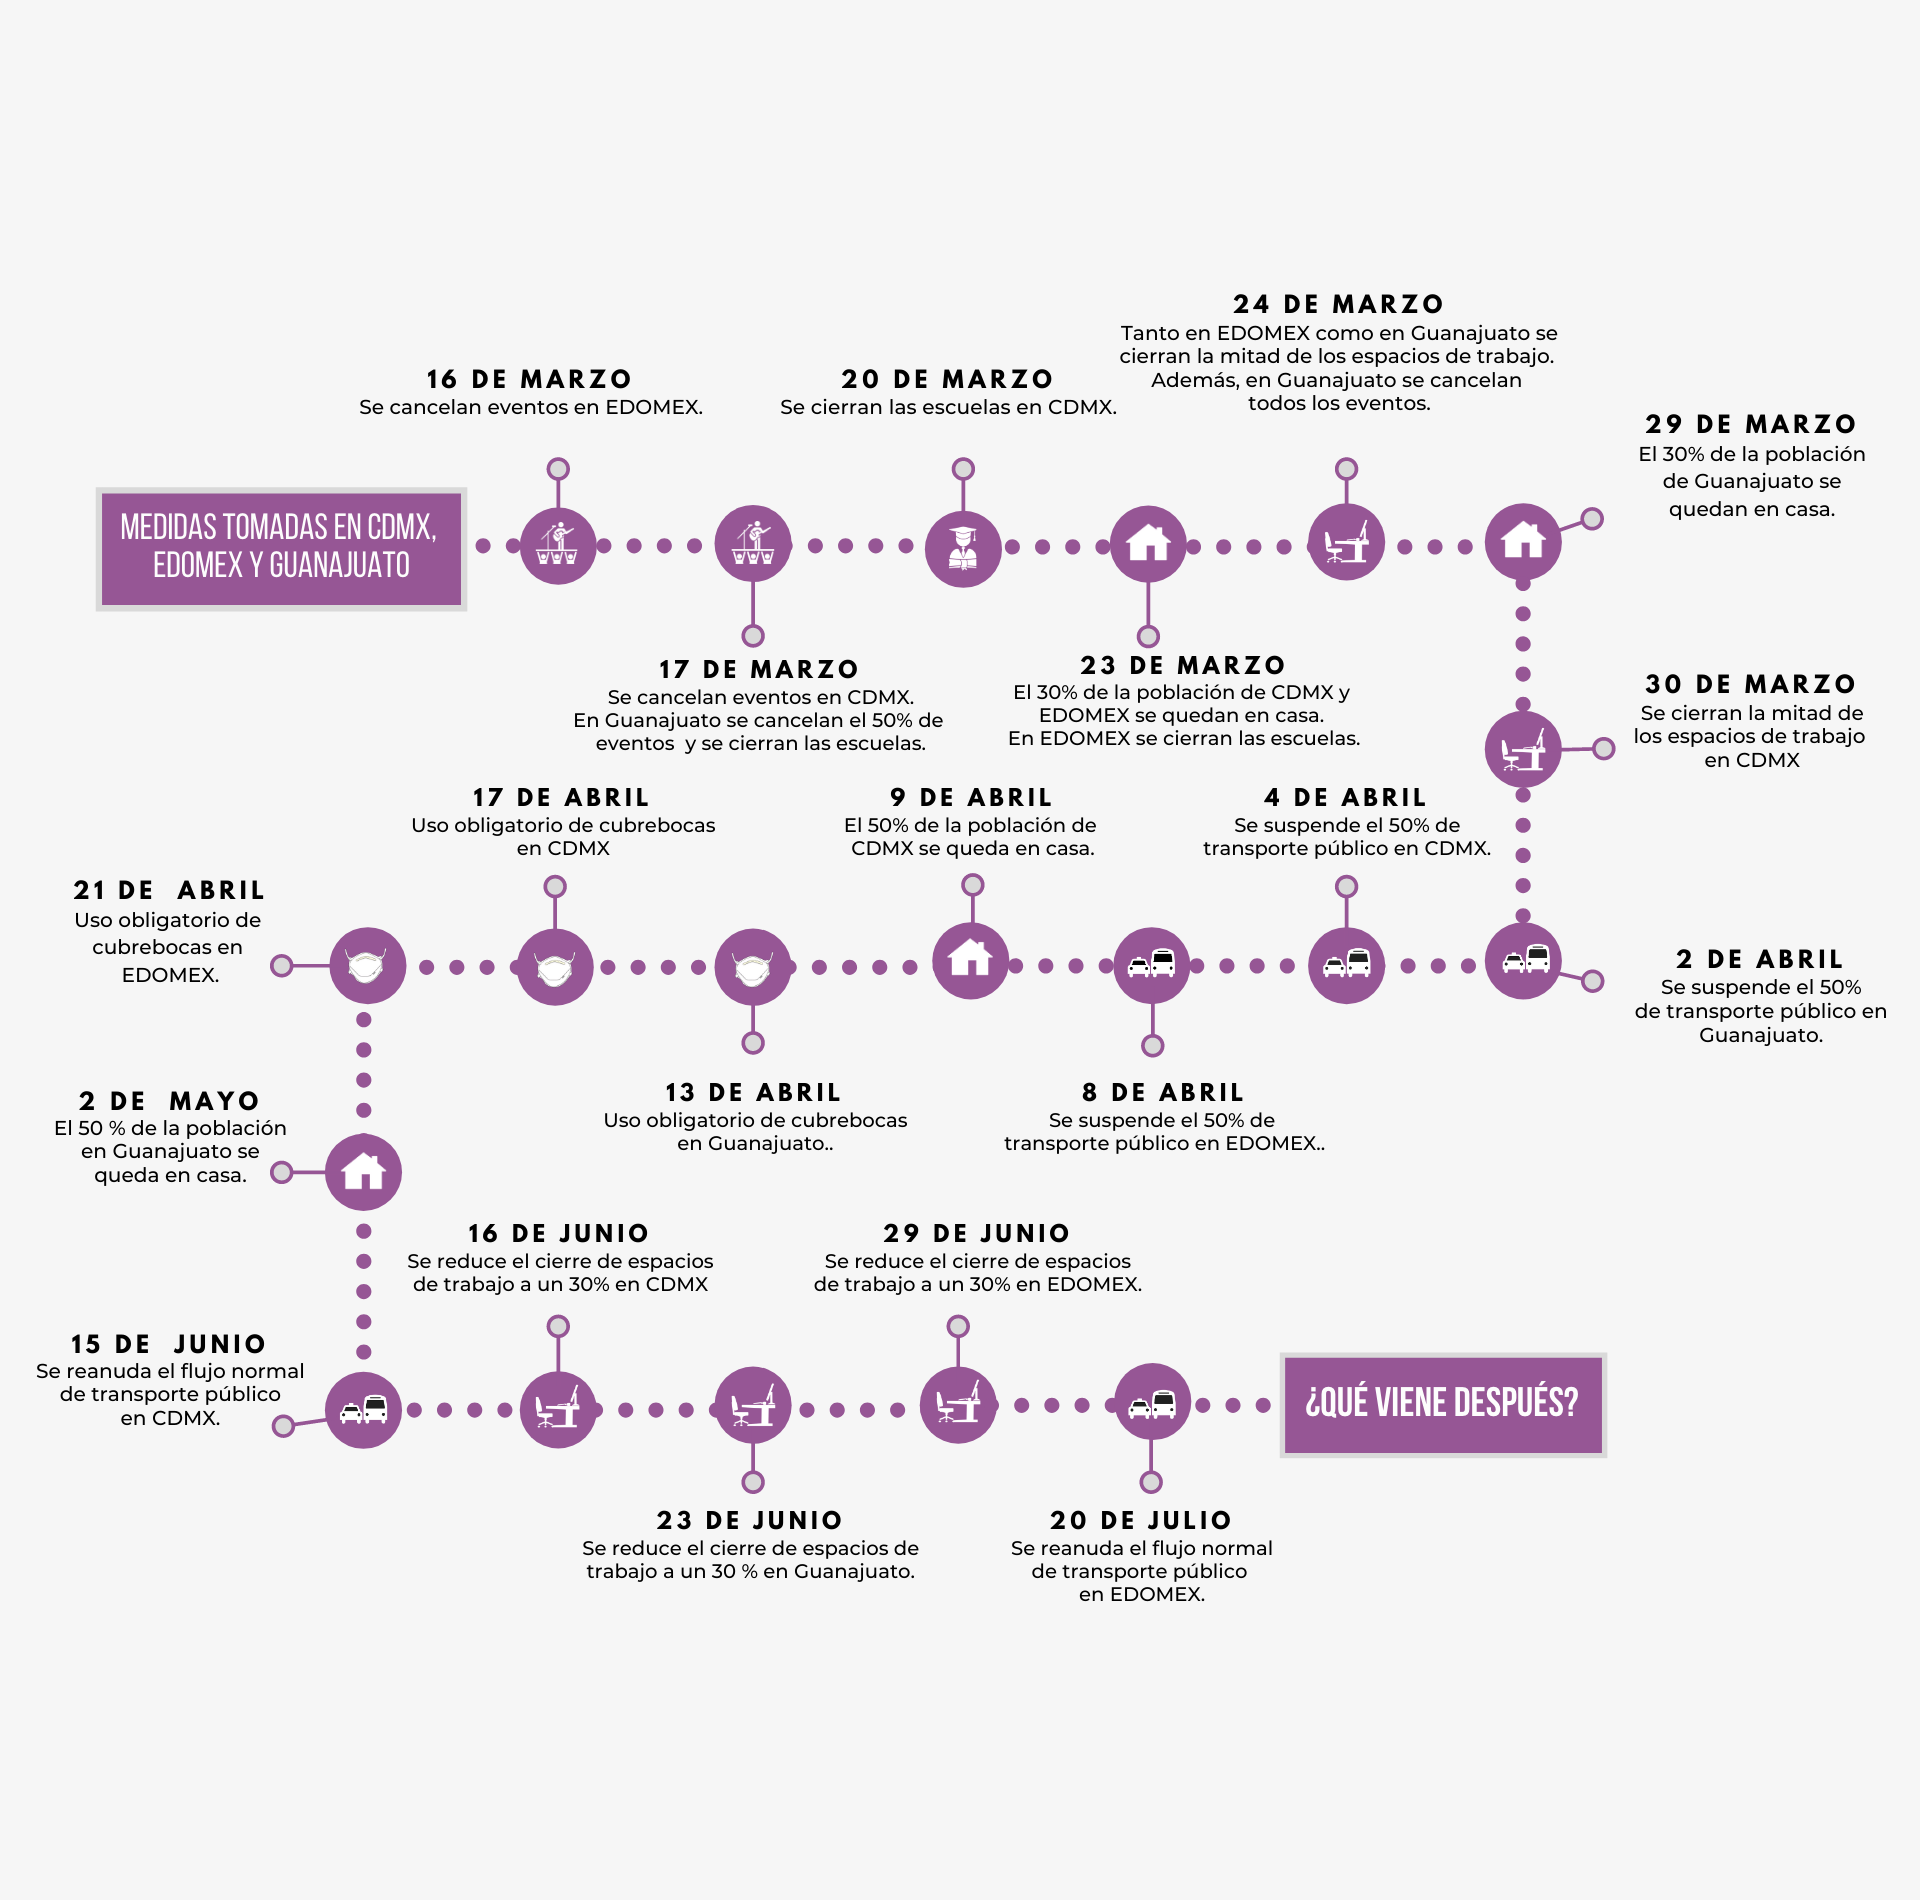 MEDIDAS TOMADAS EN CDMX,
EDOMEX Y GUANAJUATO
16 DE MARZO
Se cancelan eventos en EDOMEX.
17 DE MARZO
Se cancelan eventos en CDMX.
En Guanajuato se cancelan el 50% de
eventos  y se cierran las escuelas.
20 DE MARZO
Se cierran las escuelas en CDMX.
23 DE MARZO
El 30% de la población de CDMX y
EDOMEX se quedan en casa.
En EDOMEX se cierran las escuelas.
24 DE MARZO
Tanto en EDOMEX como en Guanajuato se
cierran la mitad de los espacios de trabajo.
Además, en Guanajuato se cancelan
todos los eventos.
29 DE MARZO
El 30% de la población
de Guanajuato se
quedan en casa.
30 DE MARZO
Se cierran la mitad de
los espacios de trabajo
en CDMX
2 DE ABRIL
Se suspende el 50%
de transporte público en
Guanajuato.
4 DE ABRIL
Se suspende el 50% de
transporte público en CDMX.
8 DE ABRIL
Se suspende el 50% de
transporte público en EDOMEX..
9 DE ABRIL
El 50% de la población de
CDMX se queda en casa.
13 DE ABRIL
Uso obligatorio de cubrebocas
en Guanajuato..
17 DE ABRIL
Uso obligatorio de cubrebocas
en CDMX
21 DE  ABRIL
Uso obligatorio de
cubrebocas en
EDOMEX.
2 DE  MAYO
El 50 % de la población
en Guanajuato se
queda en casa.
15 DE  JUNIO
Se reanuda el flujo normal
de transporte público
en CDMX.
16 DE JUNIO
Se reduce el cierre de espacios
de trabajo a un 30% en CDMX
23 DE JUNIO
Se reduce el cierre de espacios de
trabajo a un 30 % en Guanajuato.
29 DE JUNIO
Se reduce el cierre de espacios
de trabajo a un 30% en EDOMEX.
20 DE JULIO
Se reanuda el flujo normal
de transporte público
en EDOMEX.
¿QUÉ VIENE DESPUÉS?